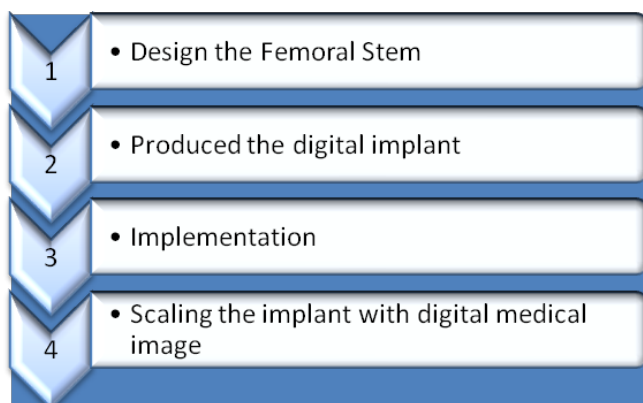 1
• Design the Femoral Stem
2
• Produced the digital implant
3
• Implementation
4
• Scaling the implant with digital medical
image